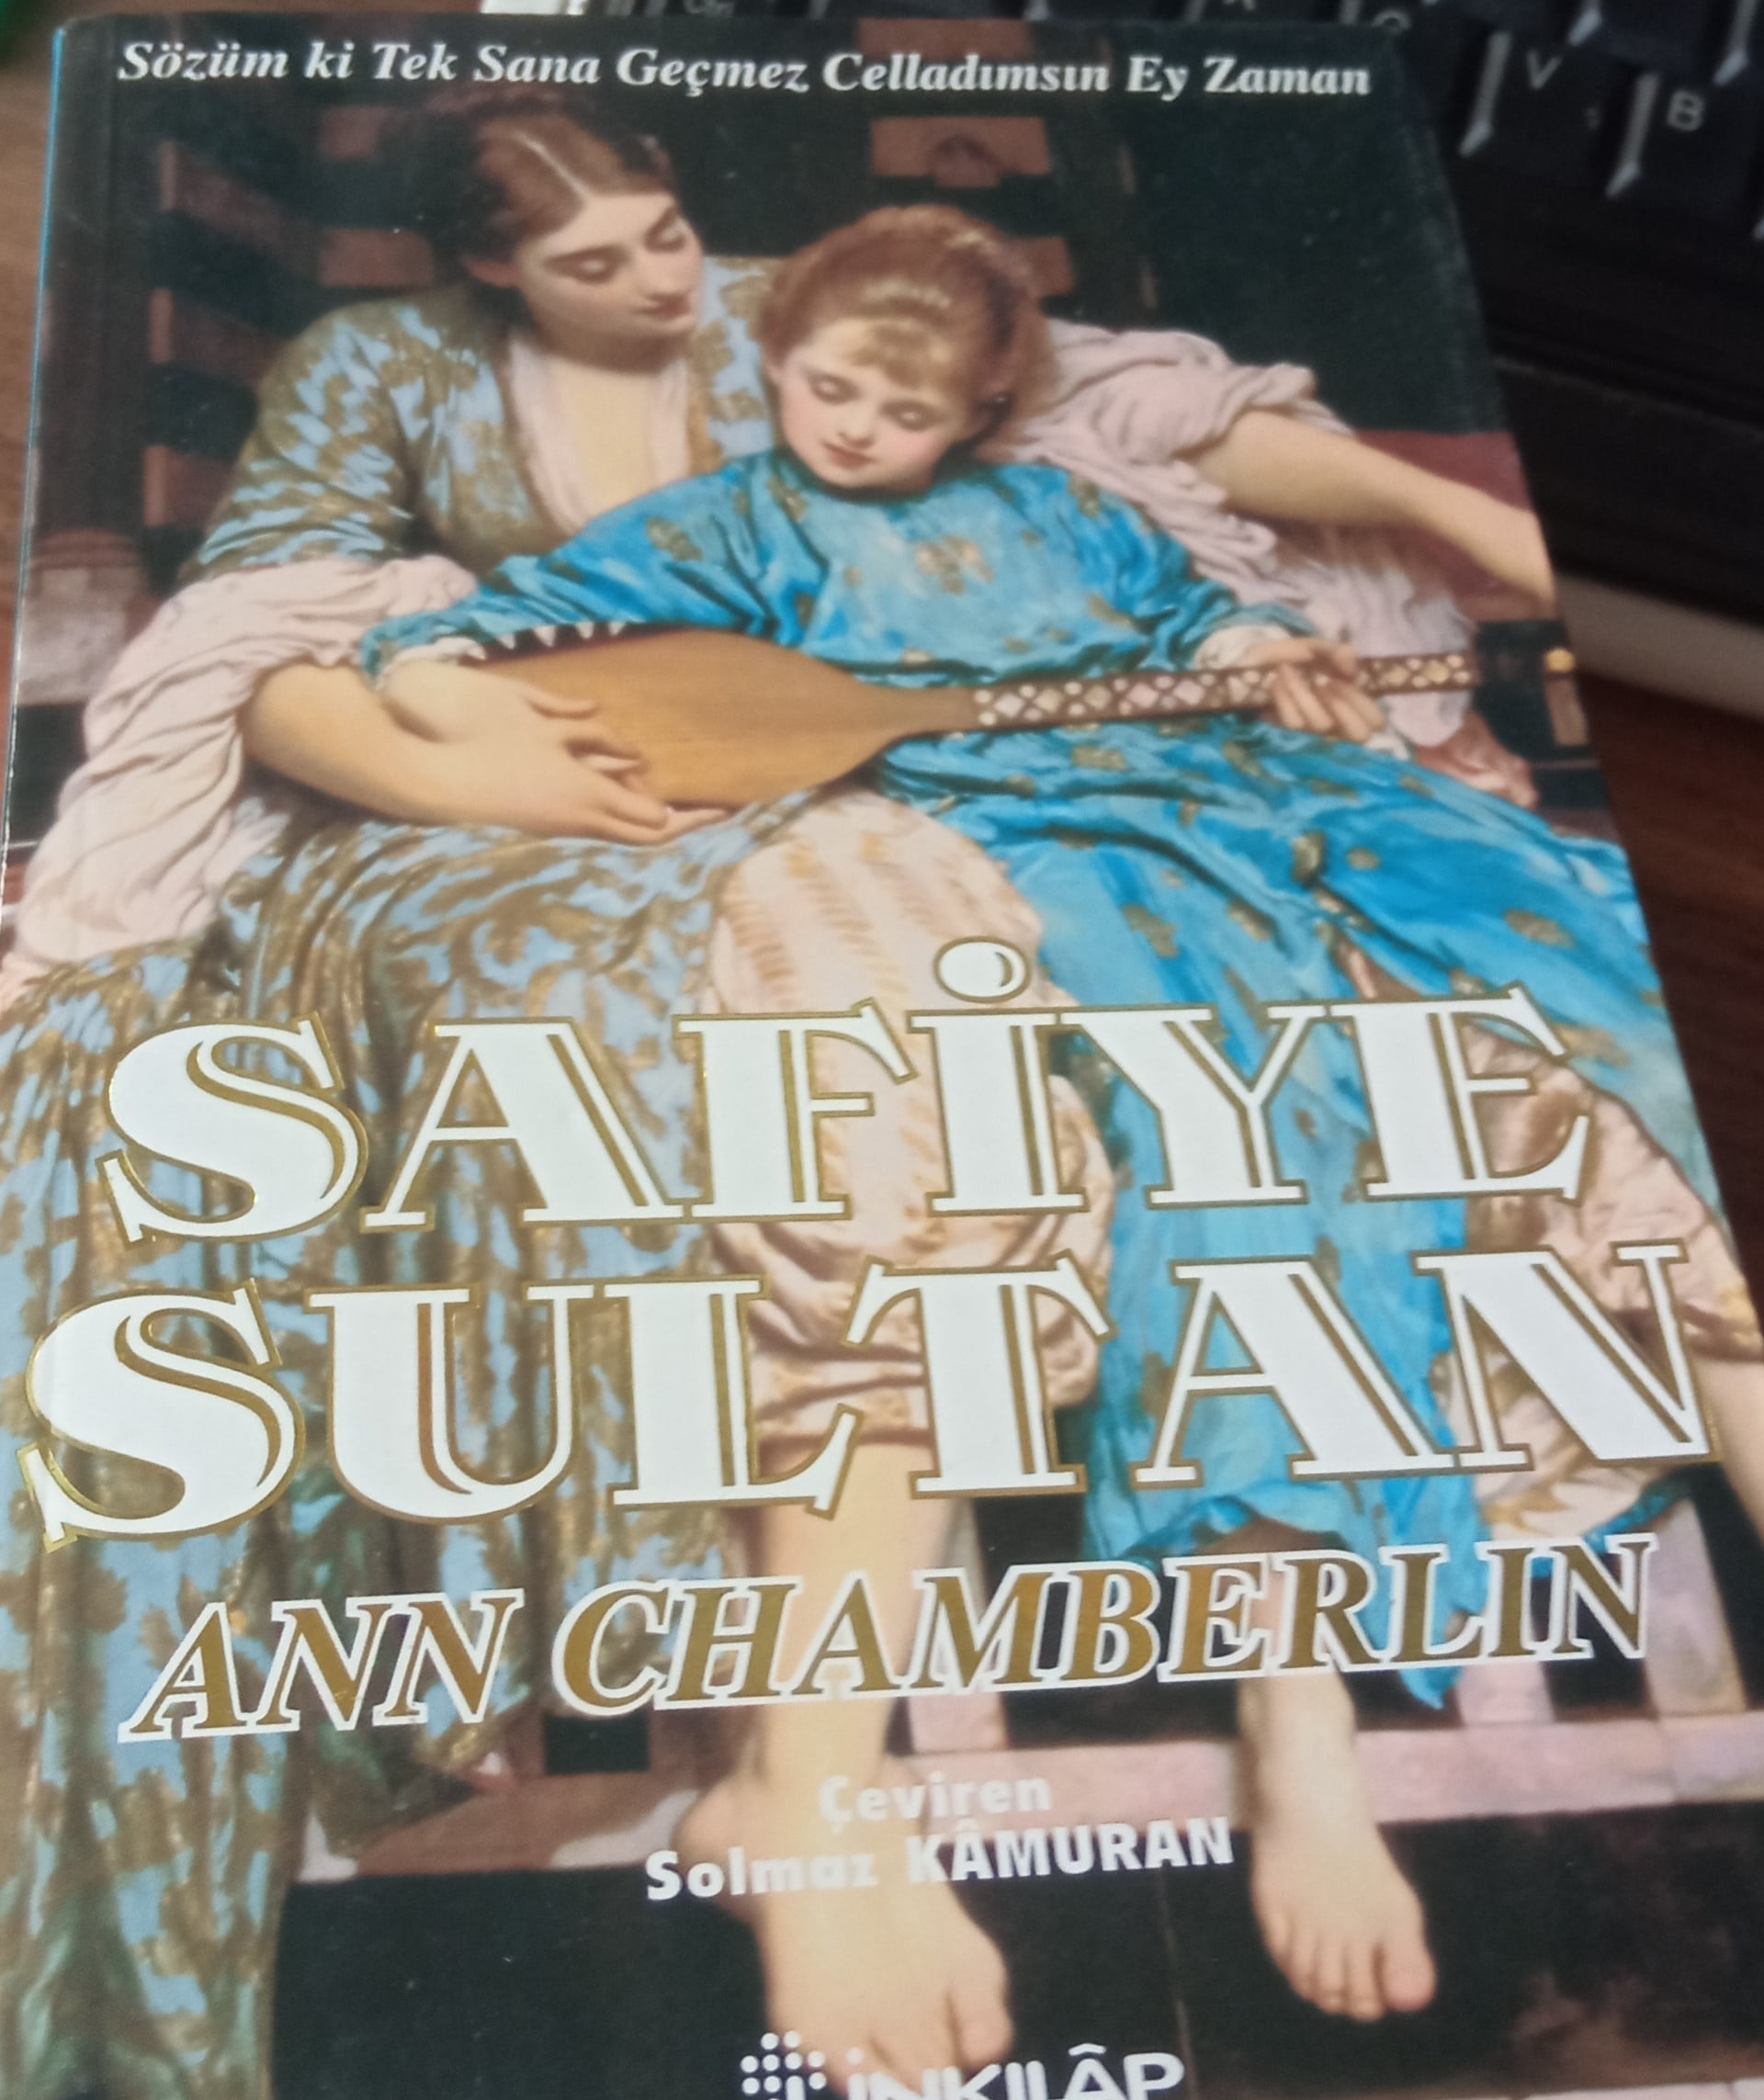 Sözüm ki Tek Sana Geçmez Celladımsın Ey Zaman
SAFİYE
SULTAN
ANN CHAMBERLIN
Çeviren
Solmaz KÂMURAN
İNKILÂP
V
B